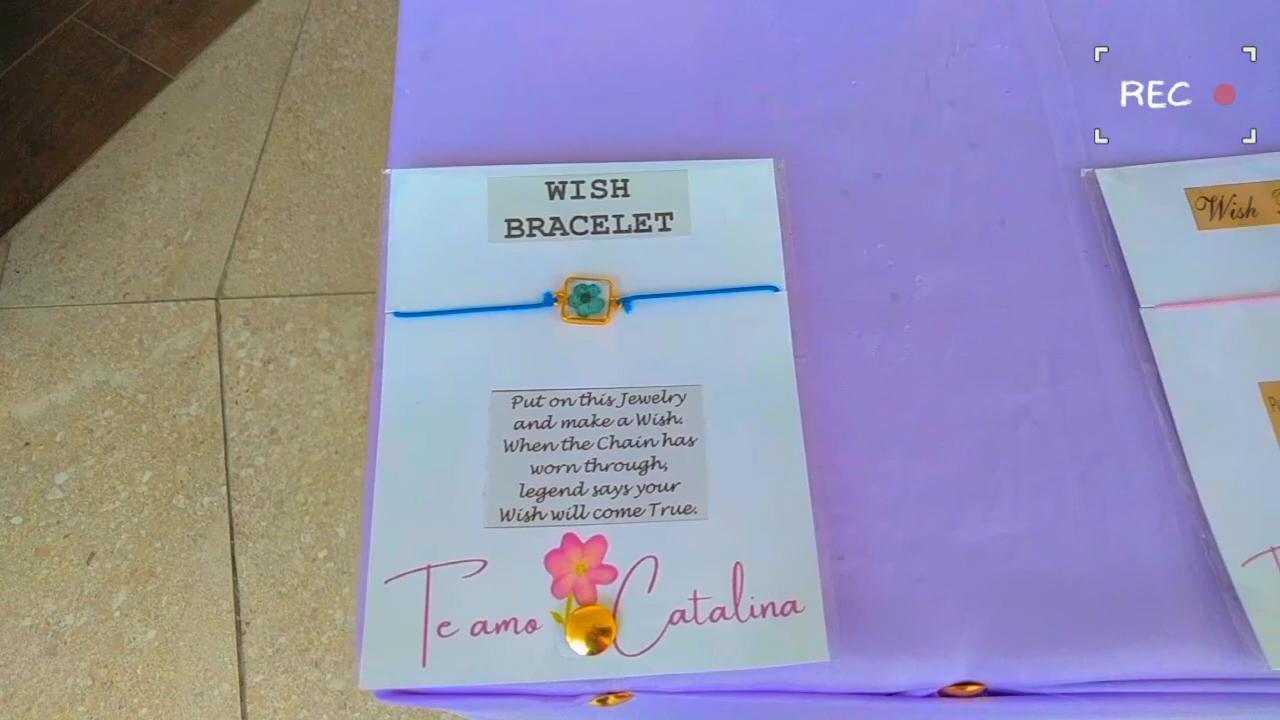 REC
WISH
BRACELET
Wish
Put on this Jewelry
and make a Wish.
When the Chain has
worn through,
legend says your
Wish will come True.
Te amo Catalina